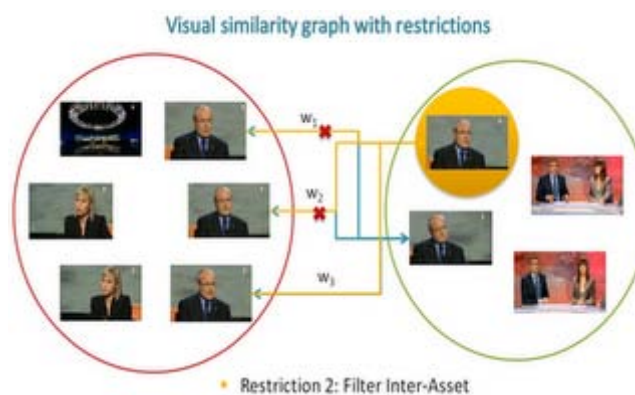 Visual similarity graph with restrictions
w₁
w₂
w₃
• Restriction 2: Filter Inter-Asset